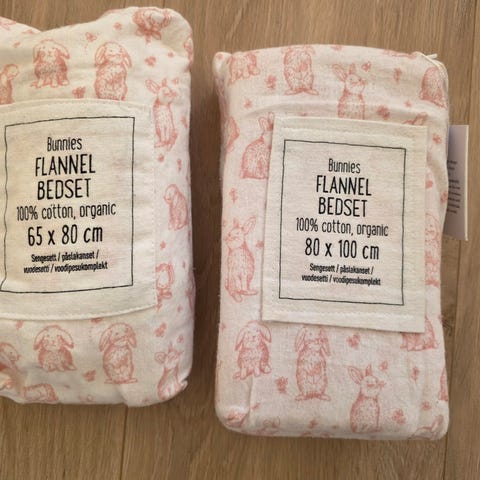 Bunnies
FLANNEL
BEDSET
100% cotton, organic
65 x 80 cm
Sengesett / påslakanset /
vuodesetti / voodipesukomplekt
Bunnies
FLANNEL
BEDSET
100% cotton, organic
80 x 100 cm
Sengesett / påslakanset /
vuodesetti / voodipesukomplekt